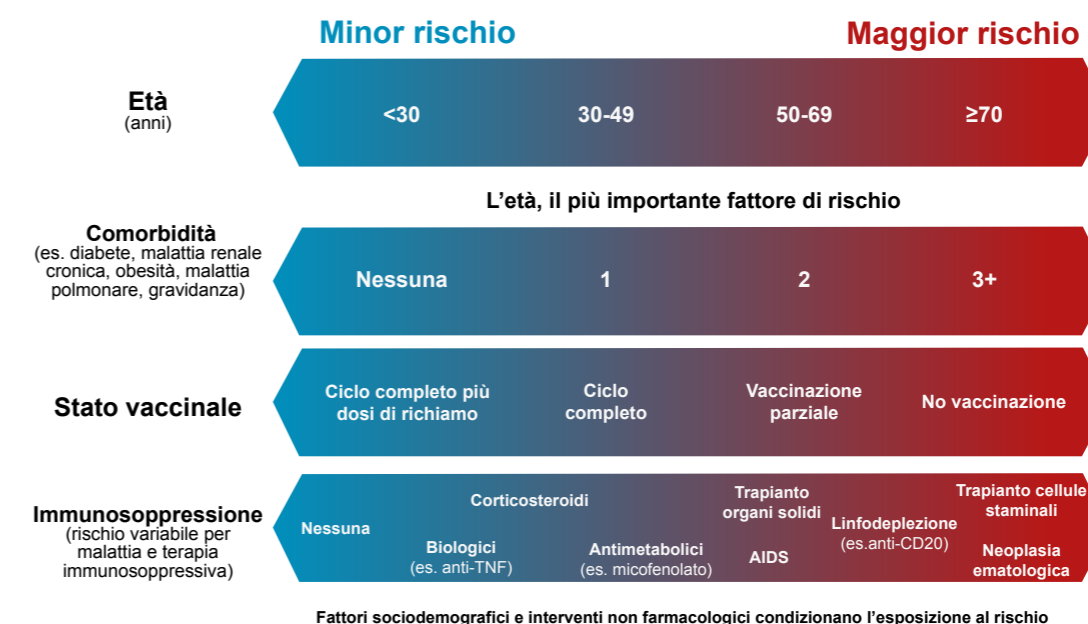 Minor rischio
Maggior rischio
Età
(anni)
<30
30-49
50-69
≥70
L’età, il più importante fattore di rischio
Comorbidità
(es. diabete, malattia renale
cronica, obesità, malattia
polmonare, gravidanza)
Nessuna
1
2
3+
Stato vaccinale
Ciclo completo più
dosi di richiamo
Ciclo
completo
Vaccinazione
parziale
No vaccinazione
Immunosoppressione
(rischio variabile per
malattia e terapia
immunosoppressiva)
Nessuna
Corticosteroidi
Biologici
(es. anti-TNF)
Antimetabolici
(es. micofenolato)
Trapianto
organi solidi
AIDS
Linfodeplezione
(es.anti-CD20)
Trapianto cellule
staminali
Neoplasia
ematologica
Fattori sociodemografici e interventi non farmacologici condizionano l’esposizione al rischio